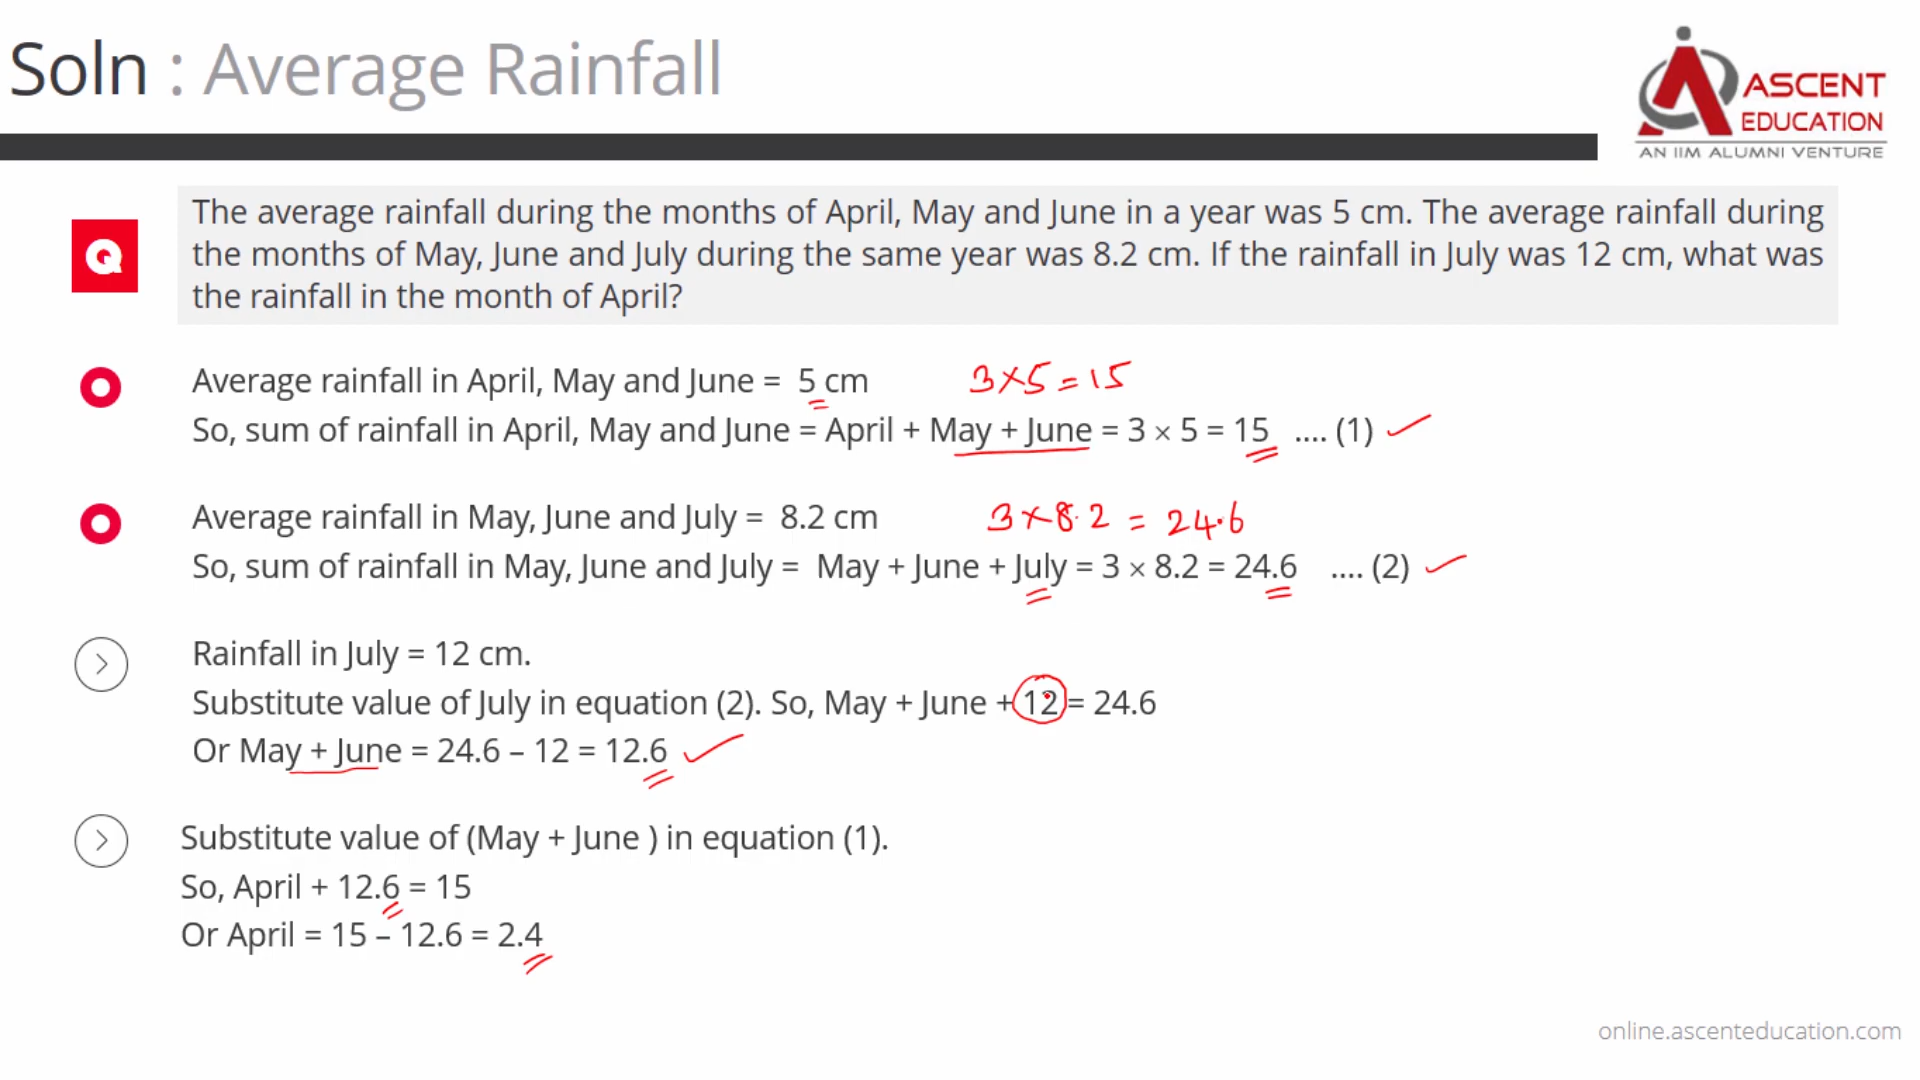 Soln : Average Rainfall
ASCENT
EDUCATION
AN IIM ALUMNI VENTURE
Q
The average rainfall during the months of April, May and June in a year was 5 cm. The average rainfall during
the months of May, June and July during the same year was 8.2 cm. If the rainfall in July was 12 cm, what was
the rainfall in the month of April?
Average rainfall in April, May and June = 5 cm 3×5=15
So, sum of rainfall in April, May and June = April + May + June = 3 × 5 = 15 .... (1)
Average rainfall in May, June and July = 8.2 cm 3×8.2 = 24.6
So, sum of rainfall in May, June and July = May + June + July = 3 × 8.2 = 24.6 .... (2)
Rainfall in July = 12 cm.
Substitute value of July in equation (2). So, May + June + 12 = 24.6
Or May + June = 24.6 – 12 = 12.6
Substitute value of (May + June ) in equation (1).
So, April + 12.6 = 15
Or April = 15 – 12.6 = 2.4
online.ascenteducation.com